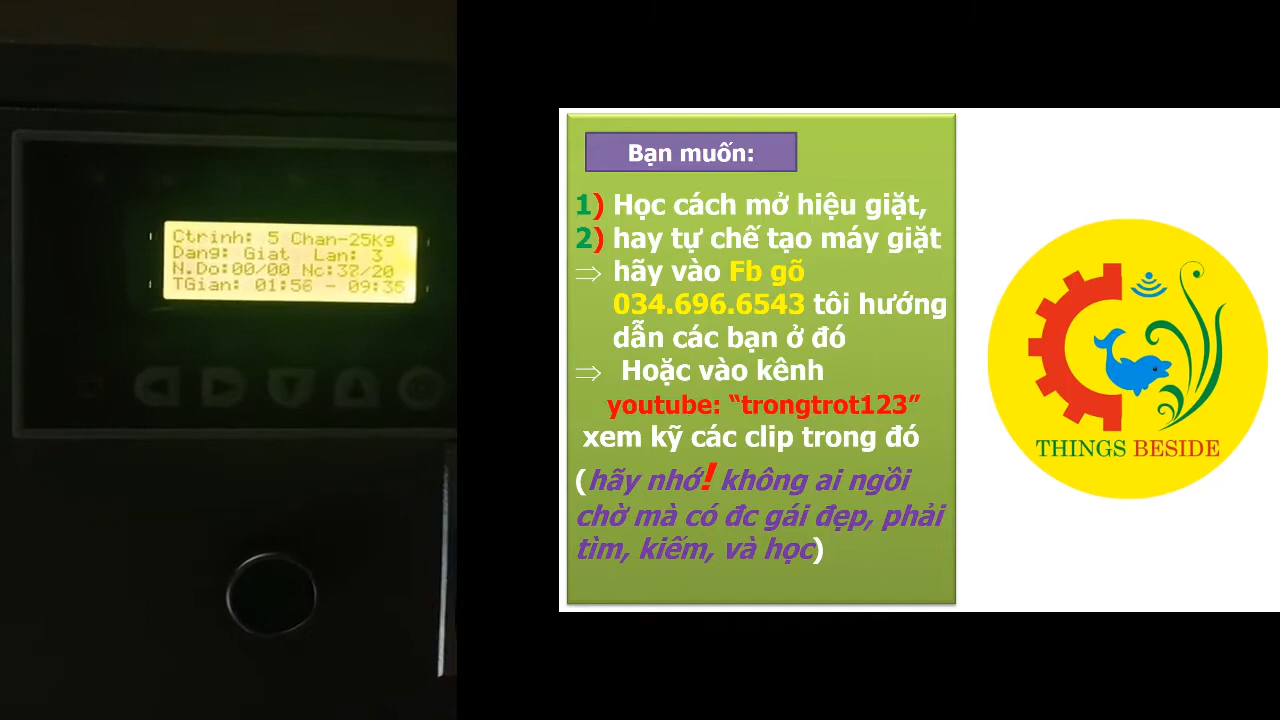 Ctrinh: 5 Chan-25Kg
Dang: Giat Lan: 3
N.Do:00/00 Nc:38/20
TGian: 01:56 - 09:35
Bạn muốn:
1) Học cách mở hiệu giặt,
2) hay tự chế tạo máy giặt
⇒ hãy vào Fb gõ
034.696.6543 tôi hướng
dẫn các bạn ở đó
⇒ Hoặc vào kênh
youtube: “trongtrot123”
xem kỹ các clip trong đó
(hãy nhớ! không ai ngồi
chờ mà có đc gái đẹp, phải
tìm, kiếm, và học)
THINGS BESIDE